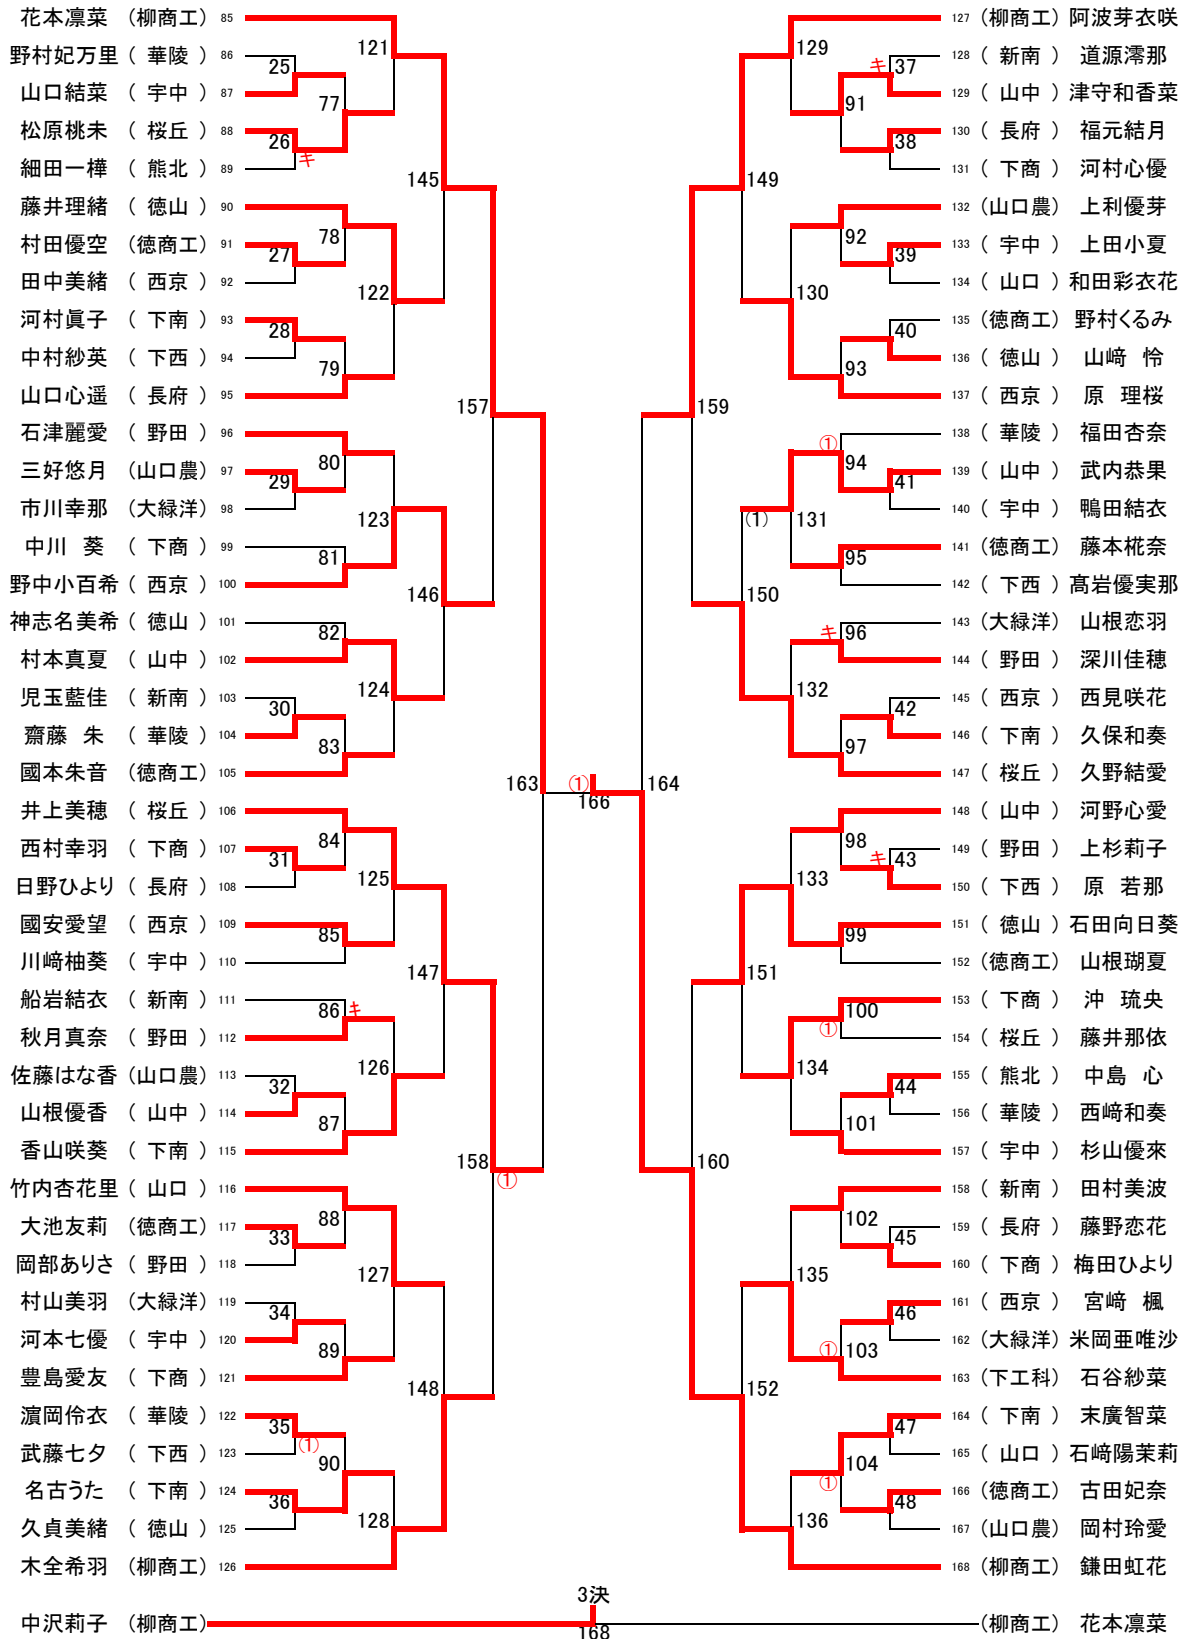 花本凛菜 (柳商工) 85
野村妃万里 ( 華陵 ) 86
山口結菜 ( 宇中 ) 87
松原桃未 ( 桜丘 ) 88
細田一樺 ( 熊北 ) 89
藤井理緒 ( 徳山 ) 90
村田優空 (徳商工) 91
田中美緒 ( 西京 ) 92
河村眞子 ( 下南 ) 93
中村紗英 ( 下西 ) 94
山口心遥 ( 長府 ) 95
石津麗愛 ( 野田 ) 96
三好悠月 (山口農) 97
市川幸那 (大緑洋) 98
中川 葵 ( 下商 ) 99
野中小百希 ( 西京 ) 100
神志名美希 ( 徳山 ) 101
村本真夏 ( 山中 ) 102
児玉藍佳 ( 新南 ) 103
齋藤 朱 ( 華陵 ) 104
國本朱音 (徳商工) 105
井上美穂 ( 桜丘 ) 106
西村幸羽 ( 下商 ) 107
日野ひより ( 長府 ) 108
國安愛望 ( 西京 ) 109
川﨑柚葵 ( 宇中 ) 110
船岩結衣 ( 新南 ) 111
秋月真奈 ( 野田 ) 112
佐藤はな香 (山口農) 113
山根優香 ( 山中 ) 114
香山咲葵 ( 下南 ) 115
竹内杏花里 ( 山口 ) 116
大池友莉 (徳商工) 117
岡部ありさ ( 野田 ) 118
村山美羽 (大緑洋) 119
河本七優 ( 宇中 ) 120
豊島愛友 ( 下商 ) 121
濵岡伶衣 ( 華陵 ) 122
武藤七夕 ( 下西 ) 123
名古うた ( 下南 ) 124
久貞美緒 ( 徳山 ) 125
木全希羽 (柳商工) 126
25
26
キ
27
28
29
30
31
32
33
34
35
(1)
36
77
78
79
80
81
82
83
84
85
86
キ
87
88
89
90
121
122
123
124
125
126
127
128
145
146
147
148
157
158
①
163
①
166
164
159
160
149
(1)
150
151
152
129
130
131
132
133
134
135
136
91
92
93
①
94
95
キ
96
97
98
99
100
①
101
102
①
103
104
①
キ
37
38
39
40
41
42
キ
43
44
45
46
47
48
127 (柳商工) 阿波芽衣咲
128 ( 新南 ) 道源澪那
129 ( 山中 ) 津守和香菜
130 ( 長府 ) 福元結月
131 ( 下商 ) 河村心優
132 (山口農) 上利優芽
133 ( 宇中 ) 上田小夏
134 ( 山口 ) 和田彩衣花
135 (徳商工) 野村くるみ
136 ( 徳山 ) 山﨑 怜
137 ( 西京 ) 原 理桜
138 ( 華陵 ) 福田杏奈
139 ( 山中 ) 武内恭果
140 ( 宇中 ) 鴨田結衣
141 (徳商工) 藤本椛奈
142 ( 下西 ) 髙岩優実那
143 (大緑洋) 山根恋羽
144 ( 野田 ) 深川佳穂
145 ( 西京 ) 西見咲花
146 ( 下南 ) 久保和奏
147 ( 桜丘 ) 久野結愛
148 ( 山中 ) 河野心愛
149 ( 野田 ) 上杉莉子
150 ( 下西 ) 原 若那
151 ( 徳山 ) 石田向日葵
152 (徳商工) 山根瑚夏
153 ( 下商 ) 沖 琉央
154 ( 桜丘 ) 藤井那依
155 ( 熊北 ) 中島 心
156 ( 華陵 ) 西﨑和奏
157 ( 宇中 ) 杉山優來
158 ( 新南 ) 田村美波
159 ( 長府 ) 藤野恋花
160 ( 下商 ) 梅田ひより
161 ( 西京 ) 宮﨑 楓
162 (大緑洋) 米岡亜唯沙
163 (下工科) 石谷紗菜
164 ( 下南 ) 末廣智菜
165 ( 山口 ) 石﨑陽茉莉
166 (徳商工) 古田妃奈
167 (山口農) 岡村玲愛
168 (柳商工) 鎌田虹花
3決
中沢莉子 (柳商工)
168
(柳商工) 花本凛菜